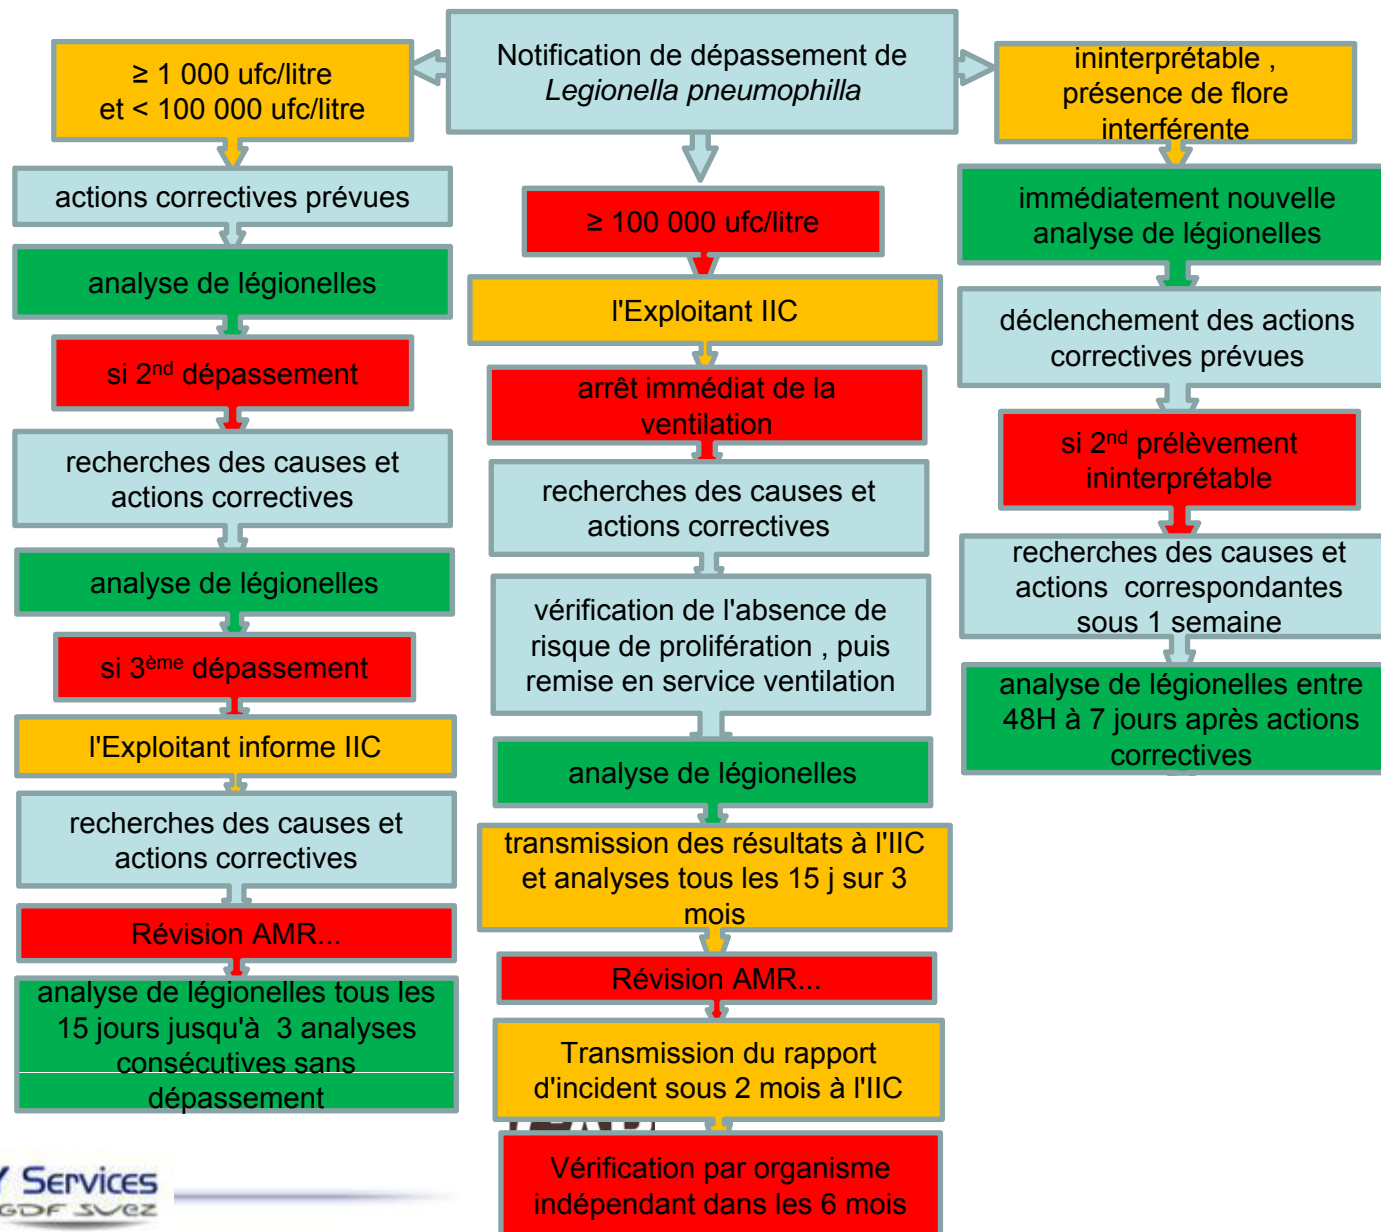 Notification de dépassement de
Legionella pneumophilla
≥ 1 000 ufc/litre
et < 100 000 ufc/litre
actions correctives prévues
analyse de légionelles
si 2nd dépassement
recherches des causes et
actions correctives
analyse de légionelles
si 3ème dépassement
l'Exploitant informe IIC
recherches des causes et
actions correctives
Révision AMR...
analyse de légionelles tous les
15 jours jusqu'à 3 analyses
consécutives sans
dépassement
≥ 100 000 ufc/litre
l'Exploitant IIC
arrêt immédiat de la
ventilation
recherches des causes et
actions correctives
vérification de l'absence de
risque de prolifération , puis
remise en service ventilation
analyse de légionelles
transmission des résultats à l'IIC
et analyses tous les 15 j sur 3
mois
Révision AMR...
Transmission du rapport
d'incident sous 2 mois à l'IIC
Vérification par organisme
indépendant dans les 6 mois
ininterprétable ,
présence de flore
interférente
immédiatement nouvelle
analyse de légionelles
déclenchement des actions
correctives prévues
si 2nd prélèvement
ininterprétable
recherches des causes et
actions correspondantes
sous 1 semaine
analyse de légionelles entre
48H à 7 jours après actions
correctives
Y Services
GDF SUEZ